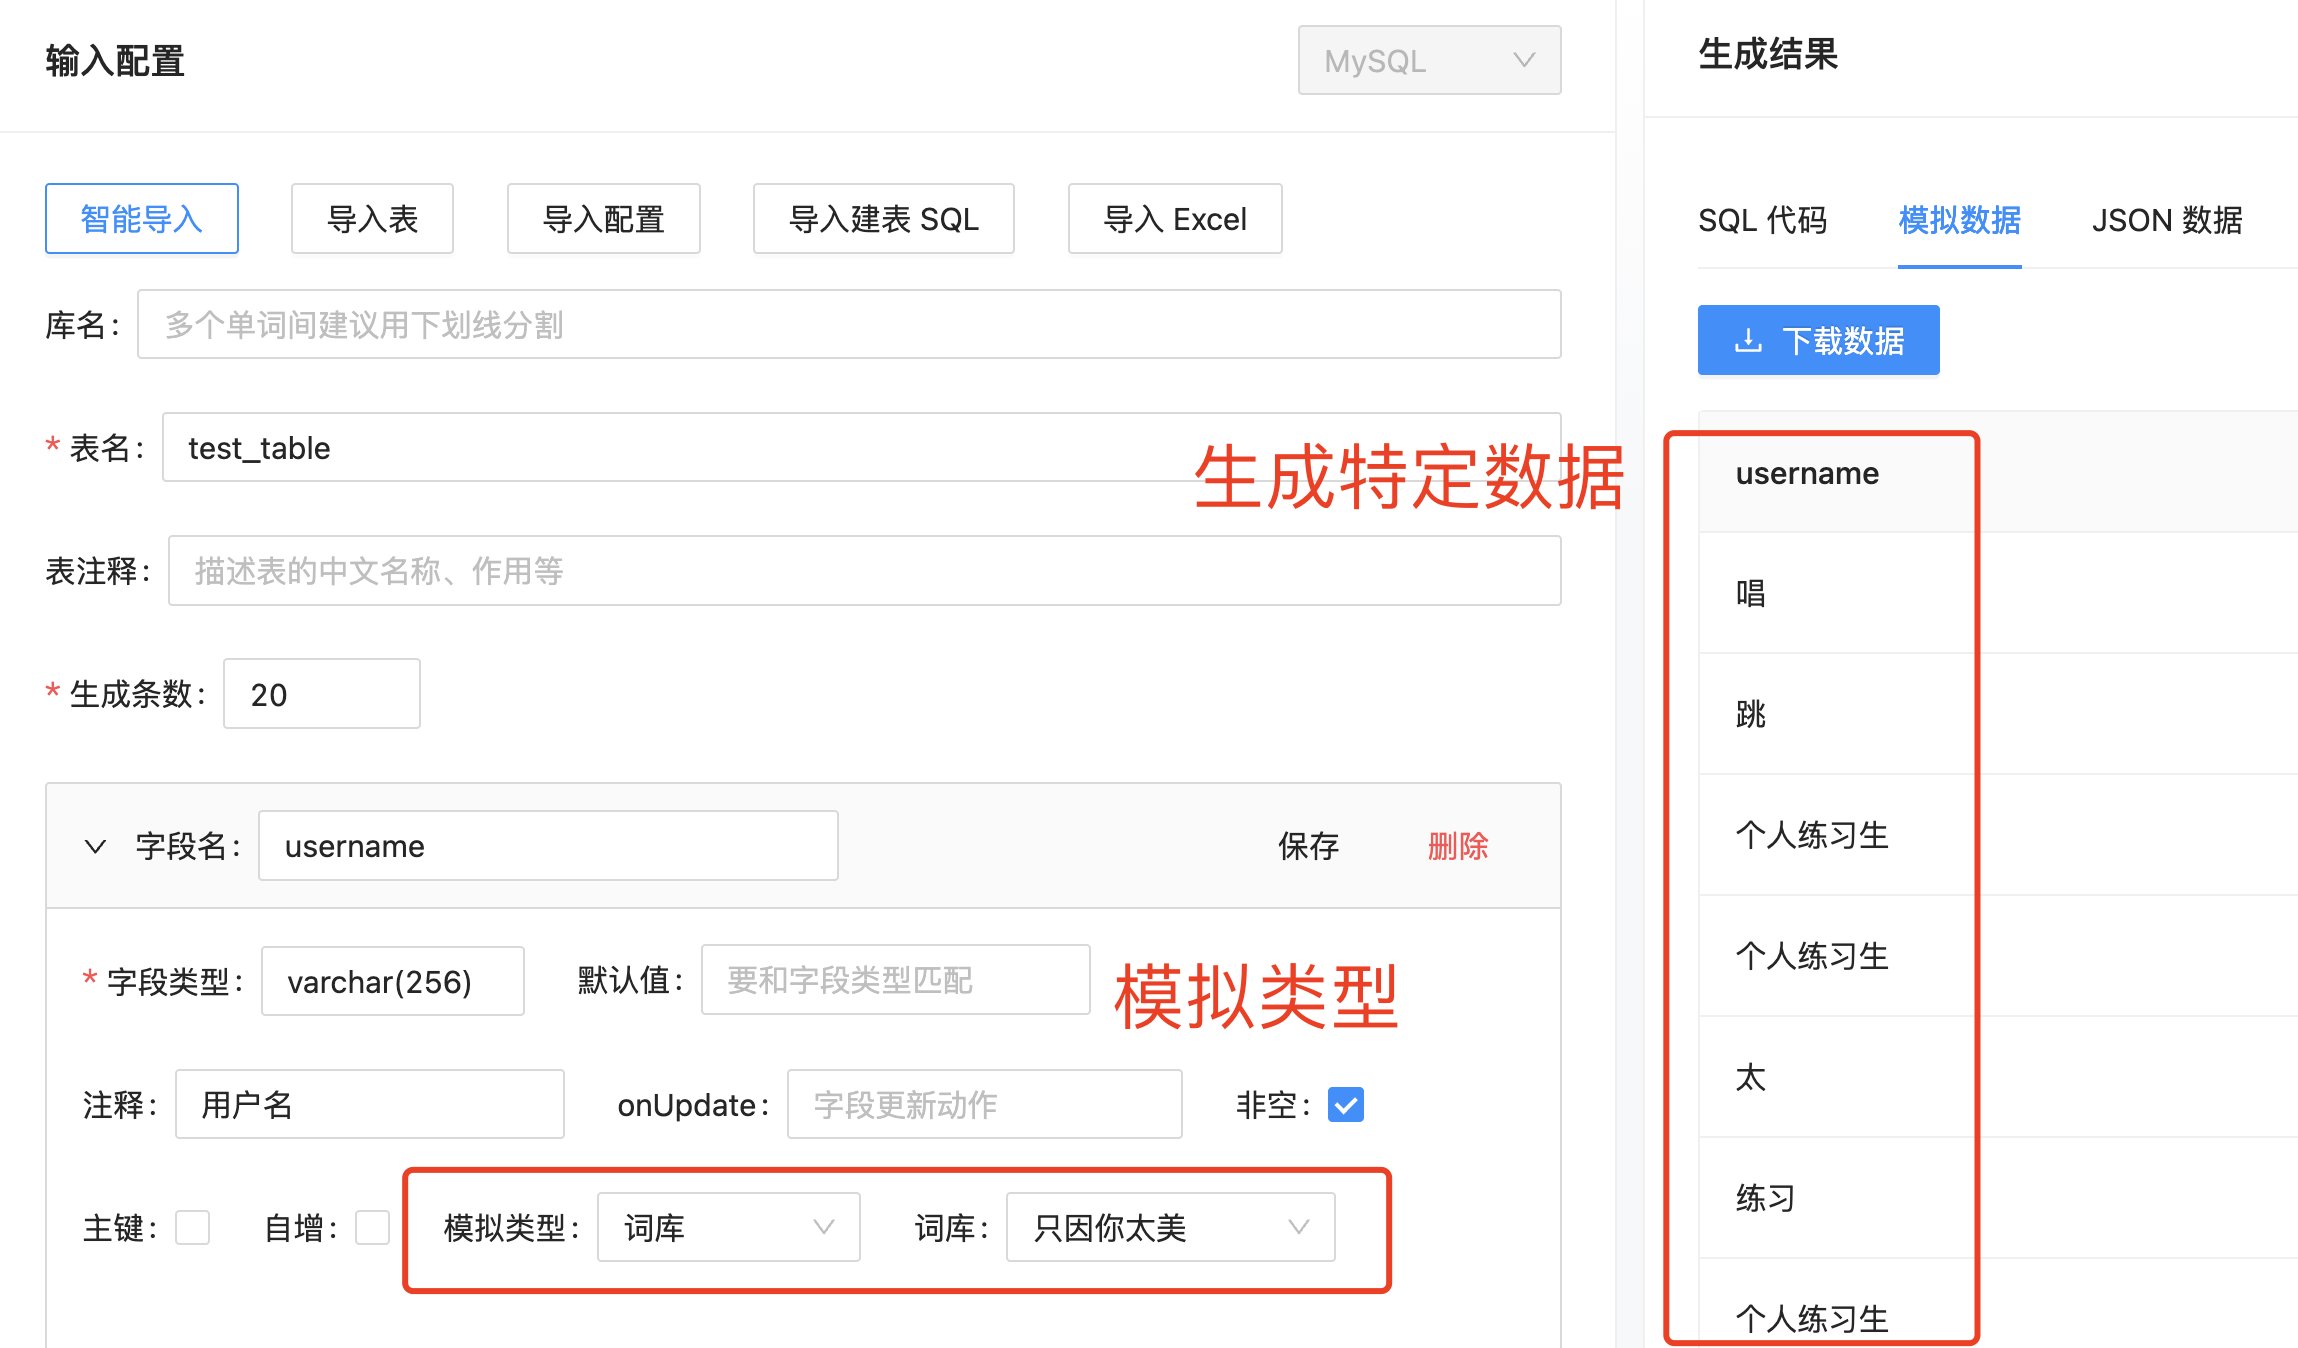 输入配置
MySQL
智能导入 导入表 导入配置 导入建表 SQL 导入 Excel
库名: 多个单词间建议用下划线分割
* 表名: test_table
生成特定数据
表注释: 描述表的中文名称、作用等
* 生成条数: 20
字段名: username 保存 删除
* 字段类型: varchar(256) 默认值: 要和字段类型匹配
模拟类型
注释: 用户名 onUpdate: 字段更新动作 非空:
主键: 自增: 模拟类型: 词库 词库: 只因你太美
生成结果
SQL 代码 模拟数据 JSON 数据
下载数据
username
唱
跳
个人练习生
个人练习生
太
练习
个人练习生